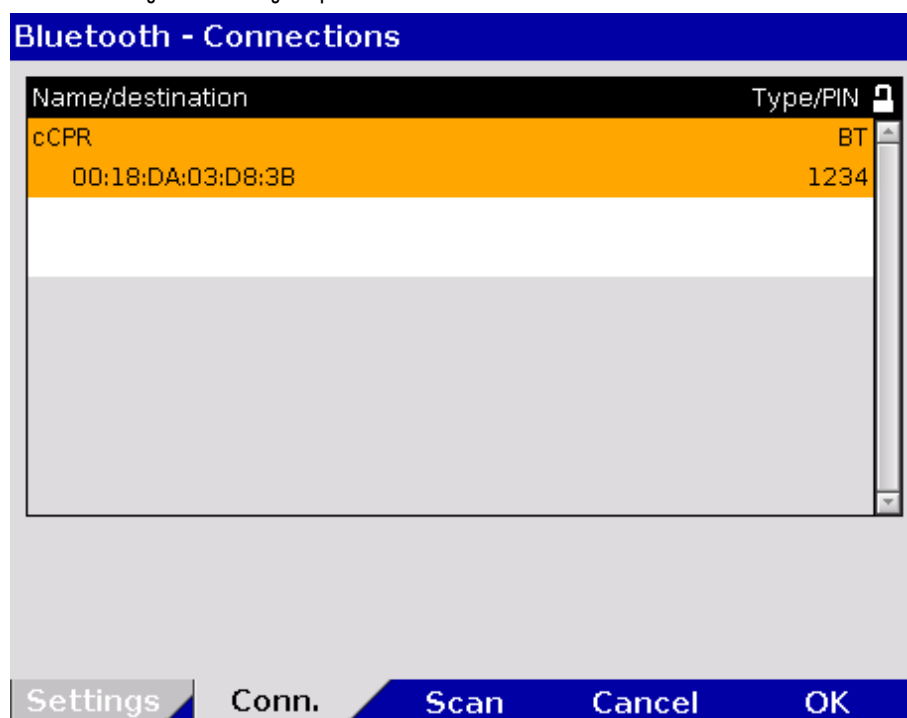 Bluetooth - Connections
Name/destination Type/PIN
cCPR BT
00:18:DA:03:D8:3B 1234
Settings Conn. Scan Cancel OK